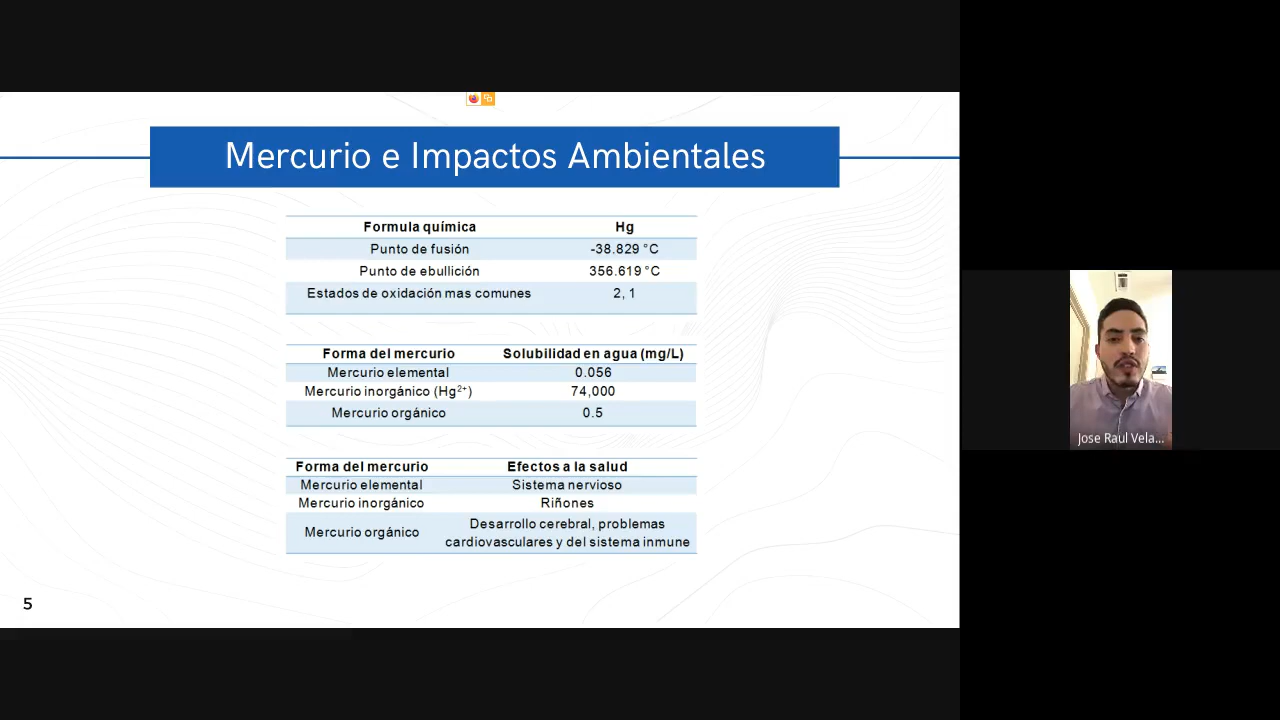 Mercurio e Impactos Ambientales
Formula química Hg
Punto de fusión -38.829 °C
Punto de ebullición 356.619 °C
Estados de oxidación mas comunes 2, 1
Forma del mercurio Solubilidad en agua (mg/L)
Mercurio elemental 0.056
Mercurio inorgánico (Hg²⁺) 74,000
Mercurio orgánico 0.5
Forma del mercurio Efectos a la salud
Mercurio elemental Sistema nervioso
Mercurio inorgánico Riñones
Mercurio orgánico Desarrollo cerebral, problemas
cardiovasculares y del sistema inmune
5
Jose Raul Vela...